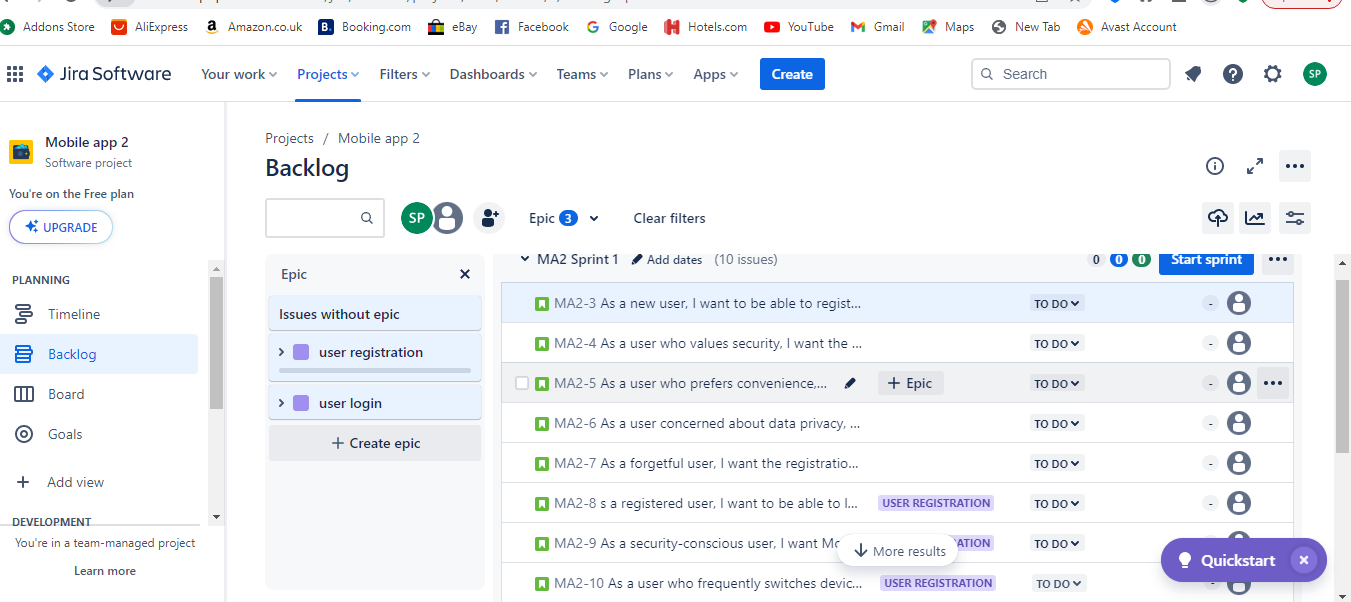 Addons Store AliExpress Amazon.co.uk Booking.com eBay Facebook Google Hotels.com YouTube Gmail Maps New Tab Avast Account
Jira Software Your work Projects Filters Dashboards Teams Plans Apps Create Search SP
Mobile app 2
Software project
You're on the Free plan
UPGRADE
PLANNING
Timeline
Backlog
Board
Goals
Add view
DEVELOPMENT
You're in a team-managed project
Learn more
Projects / Mobile app 2
Backlog
SP Epic 3 Clear filters
Epic
Issues without epic
user registration
user login
+ Create epic
MA2 Sprint 1 Add dates (10 issues) 0 0 0 Start sprint
MA2-3 As a new user, I want to be able to regist... TO DO -
MA2-4 As a user who values security, I want the ... TO DO -
MA2-5 As a user who prefers convenience,... + Epic TO DO -
MA2-6 As a user concerned about data privacy, ... TO DO -
MA2-7 As a forgetful user, I want the registratio... TO DO -
MA2-8 s a registered user, I want to be able to l... USER REGISTRATION TO DO -
MA2-9 As a security-conscious user, I want Mo TO DO
More results
MA2-10 As a user who frequently switches devic... USER REGISTRATION TO DO
Quickstart